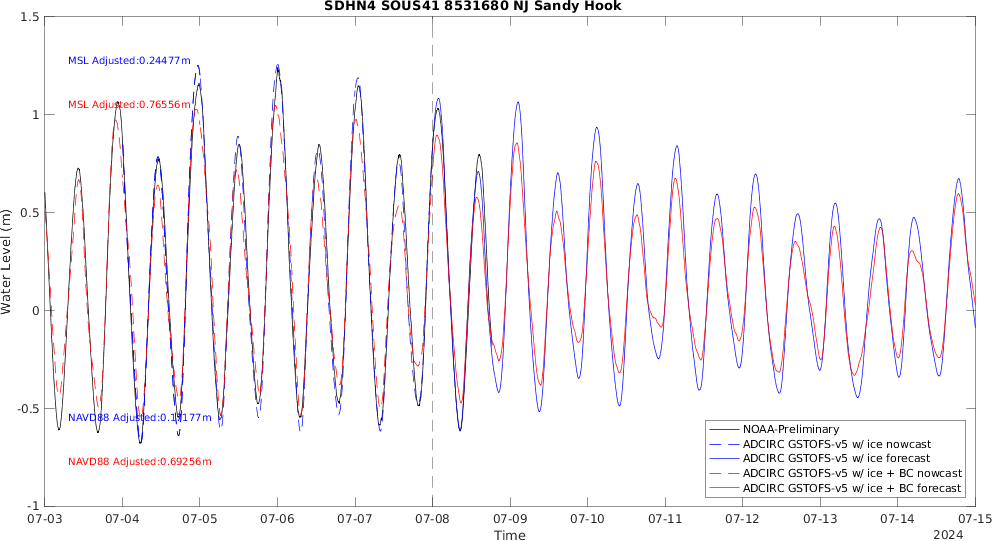 SDHN4 SOUS41 8531680 NJ Sandy Hook
1.5
1
0.5
0
-0.5
-1
Water Level (m)
MSL Adjusted:0.24477m
MSL Adjusted:0.76556m
NAVD88 Adjusted:0.17177m
NAVD88 Adjusted:0.69256m
NOAA-Preliminary
ADCIRC GSTOFS-v5 w/ ice nowcast
ADCIRC GSTOFS-v5 w/ ice forecast
ADCIRC GSTOFS-v5 w/ ice + BC nowcast
ADCIRC GSTOFS-v5 w/ ice + BC forecast
07-03 07-04 07-05 07-06 07-07 07-08 07-09 07-10 07-11 07-12 07-13 07-14 07-15
Time
2024